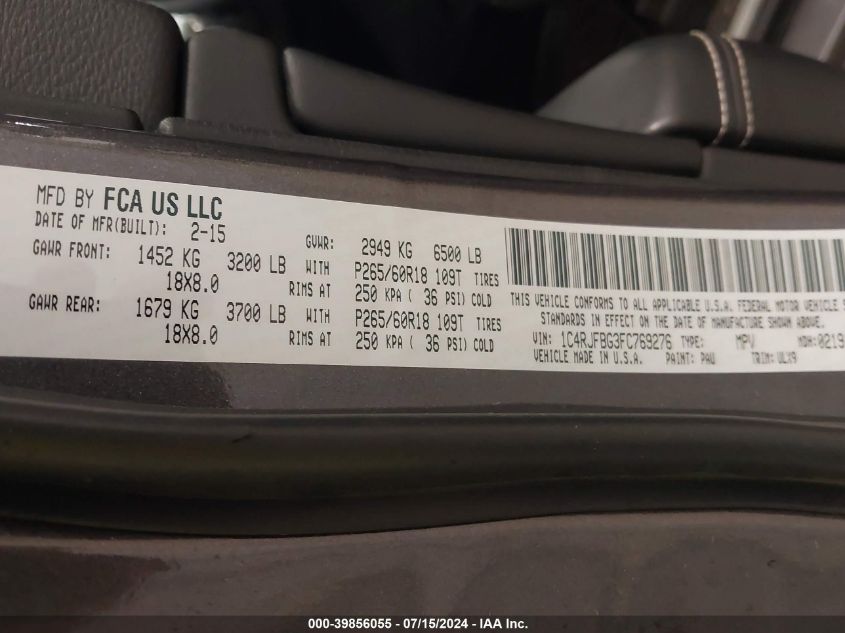 MFD BY FCA US LLC
DATE OF MFR(BUILT): 2-15 GVWR: 2949 KG 6500 LB
GAWR FRONT: 1452 KG 3200 LB WITH P265/60R18 109T TIRES
18X8.0 RIMS AT 250 KPA ( 36 PSI) COLD
GAWR REAR: 1679 KG 3700 LB WITH P265/60R18 109T TIRES
18X8.0 RIMS AT 250 KPA ( 36 PSI) COLD
THIS VEHICLE CONFORMS TO ALL APPLICABLE U.S.A. FEDERAL MOTOR VEHICLE
STANDARDS IN EFFECT ON THE DATE OF MANUFACTURE SHOWN ABOVE.
VIN: 1C4RJFBG3FC769276 TYPE: MPV MDH: 0219
VEHICLE MADE IN U.S.A. PAINT: PAU TRIM: ULX9
000-39856055 - 07/15/2024 - IAA Inc.